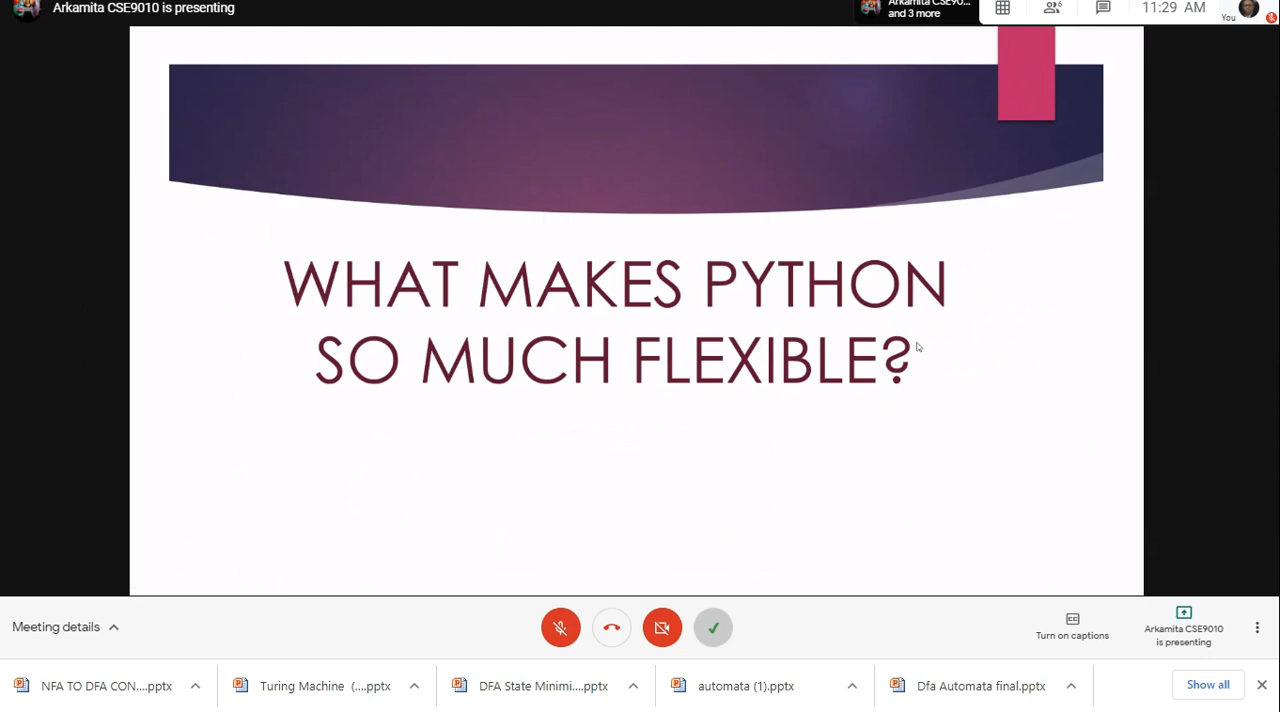 Arkamita CSE9010 is presenting
Arkamita CSE90...
and 3 more
6
11:29 AM
You
WHAT MAKES PYTHON
SO MUCH FLEXIBLE?
Meeting details
CC
Turn on captions
Arkamita CSE9010
is presenting
NFA TO DFA CON....pptx
Turing Machine (....pptx
DFA State Minimi....pptx
automata (1).pptx
Dfa Automata final.pptx
Show all